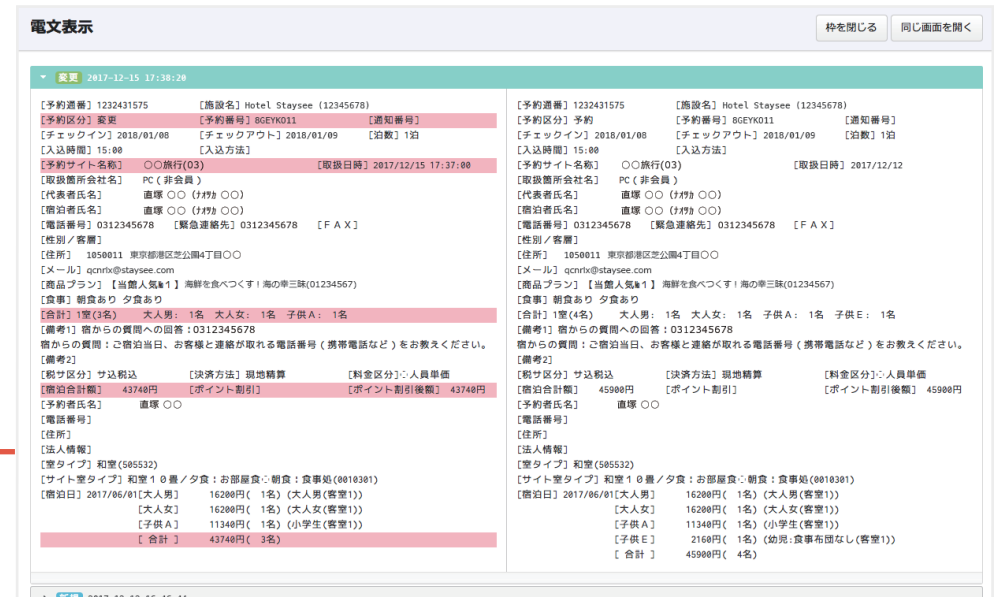 電文表示
枠を閉じる
同じ画面を開く
変更 2017-12-15 17:38:20
[予約通番] 1232431575 [施設名] Hotel Staysee (12345678)
[予約区分] 変更 [予約番号] 8GEYKO11 [通知番号]
[チェックイン] 2018/01/08 [チェックアウト] 2018/01/09 [泊数] 1泊
[入込時間] 15:00 [入込方法]
[予約サイト名称] 〇〇旅行(03) [取扱日時] 2017/12/15 17:37:00
[取扱箇所会社名] PC ( 非会員 )
[代表者氏名] 直塚 〇〇 (ﾅｵﾂｶ 〇〇)
[宿泊者氏名] 直塚 〇〇 (ﾅｵﾂｶ 〇〇)
[電話番号] 0312345678 [緊急連絡先] 0312345678 [ＦＡＸ]
[性別／客層]
[住所] 1050011 東京都港区芝公園4丁目〇〇
[メール] qcnrlx@staysee.com
[商品プラン] 【当館人気№１】 海鮮を食べつくす！海の幸三昧(01234567)
[食事] 朝食あり 夕食あり
[合計] 1室(3名) 大人男： 1名 大人女： 1名 子供Ａ： 1名
[備考1] 宿からの質問への回答：0312345678
宿からの質問：ご宿泊当日、お客様と連絡が取れる電話番号 ( 携帯電話など ) をお教えください。
[備考2]
[税サ区分] サ込税込 [決済方法] 現地精算 [料金区分]･:人員単価
[宿泊合計額] 43740円 [ポイント割引] [ポイント割引後額] 43740円
[予約者氏名] 直塚 〇〇
[電話番号]
[住所]
[法人情報]
[室タイプ] 和室(505532)
[サイト室タイプ] 和室１０畳／夕食：お部屋食･:朝食：食事処(0010301)
[宿泊日] 2017/06/01[大人男] 16200円( 1名) (大人男(客室1))
[大人女] 16200円( 1名) (大人女(客室1))
[子供Ａ] 11340円( 1名) (小学生(客室1))
[ 合計 ] 43740円( 3名)
[予約通番] 1232431575 [施設名] Hotel Staysee (12345678)
[予約区分] 予約 [予約番号] 8GEYKO11 [通知番号]
[チェックイン] 2018/01/08 [チェックアウト] 2018/01/09 [泊数] 1泊
[入込時間] 15:00 [入込方法]
[予約サイト名称] 〇〇旅行(03) [取扱日時] 2017/12/12
[取扱箇所会社名] PC ( 非会員 )
[代表者氏名] 直塚 〇〇 (ﾅｵﾂｶ 〇〇)
[宿泊者氏名] 直塚 〇〇 (ﾅｵﾂｶ 〇〇)
[電話番号] 0312345678 [緊急連絡先] 0312345678 [ＦＡＸ]
[性別／客層]
[住所] 1050011 東京都港区芝公園4丁目〇〇
[メール] qcnrlx@staysee.com
[商品プラン] 【当館人気№１】 海鮮を食べつくす！海の幸三昧(01234567)
[食事] 朝食あり 夕食あり
[合計] 1室(4名) 大人男： 1名 大人女： 1名 子供Ａ： 1名 子供Ｅ： 1名
[備考1] 宿からの質問への回答：0312345678
宿からの質問：ご宿泊当日、お客様と連絡が取れる電話番号 ( 携帯電話など ) をお教えください。
[備考2]
[税サ区分] サ込税込 [決済方法] 現地精算 [料金区分]･:人員単価
[宿泊合計額] 45900円 [ポイント割引] [ポイント割引後額] 45900円
[予約者氏名] 直塚 〇〇
[電話番号]
[住所]
[法人情報]
[室タイプ] 和室(505532)
[サイト室タイプ] 和室１０畳／夕食：お部屋食･:朝食：食事処(0010301)
[宿泊日] 2017/06/01[大人男] 16200円( 1名) (大人男(客室1))
[大人女] 16200円( 1名) (大人女(客室1))
[子供Ａ] 11340円( 1名) (小学生(客室1))
[子供Ｅ] 2160円( 1名) (幼児:食事布団なし(客室1))
[ 合計 ] 45900円( 4名)